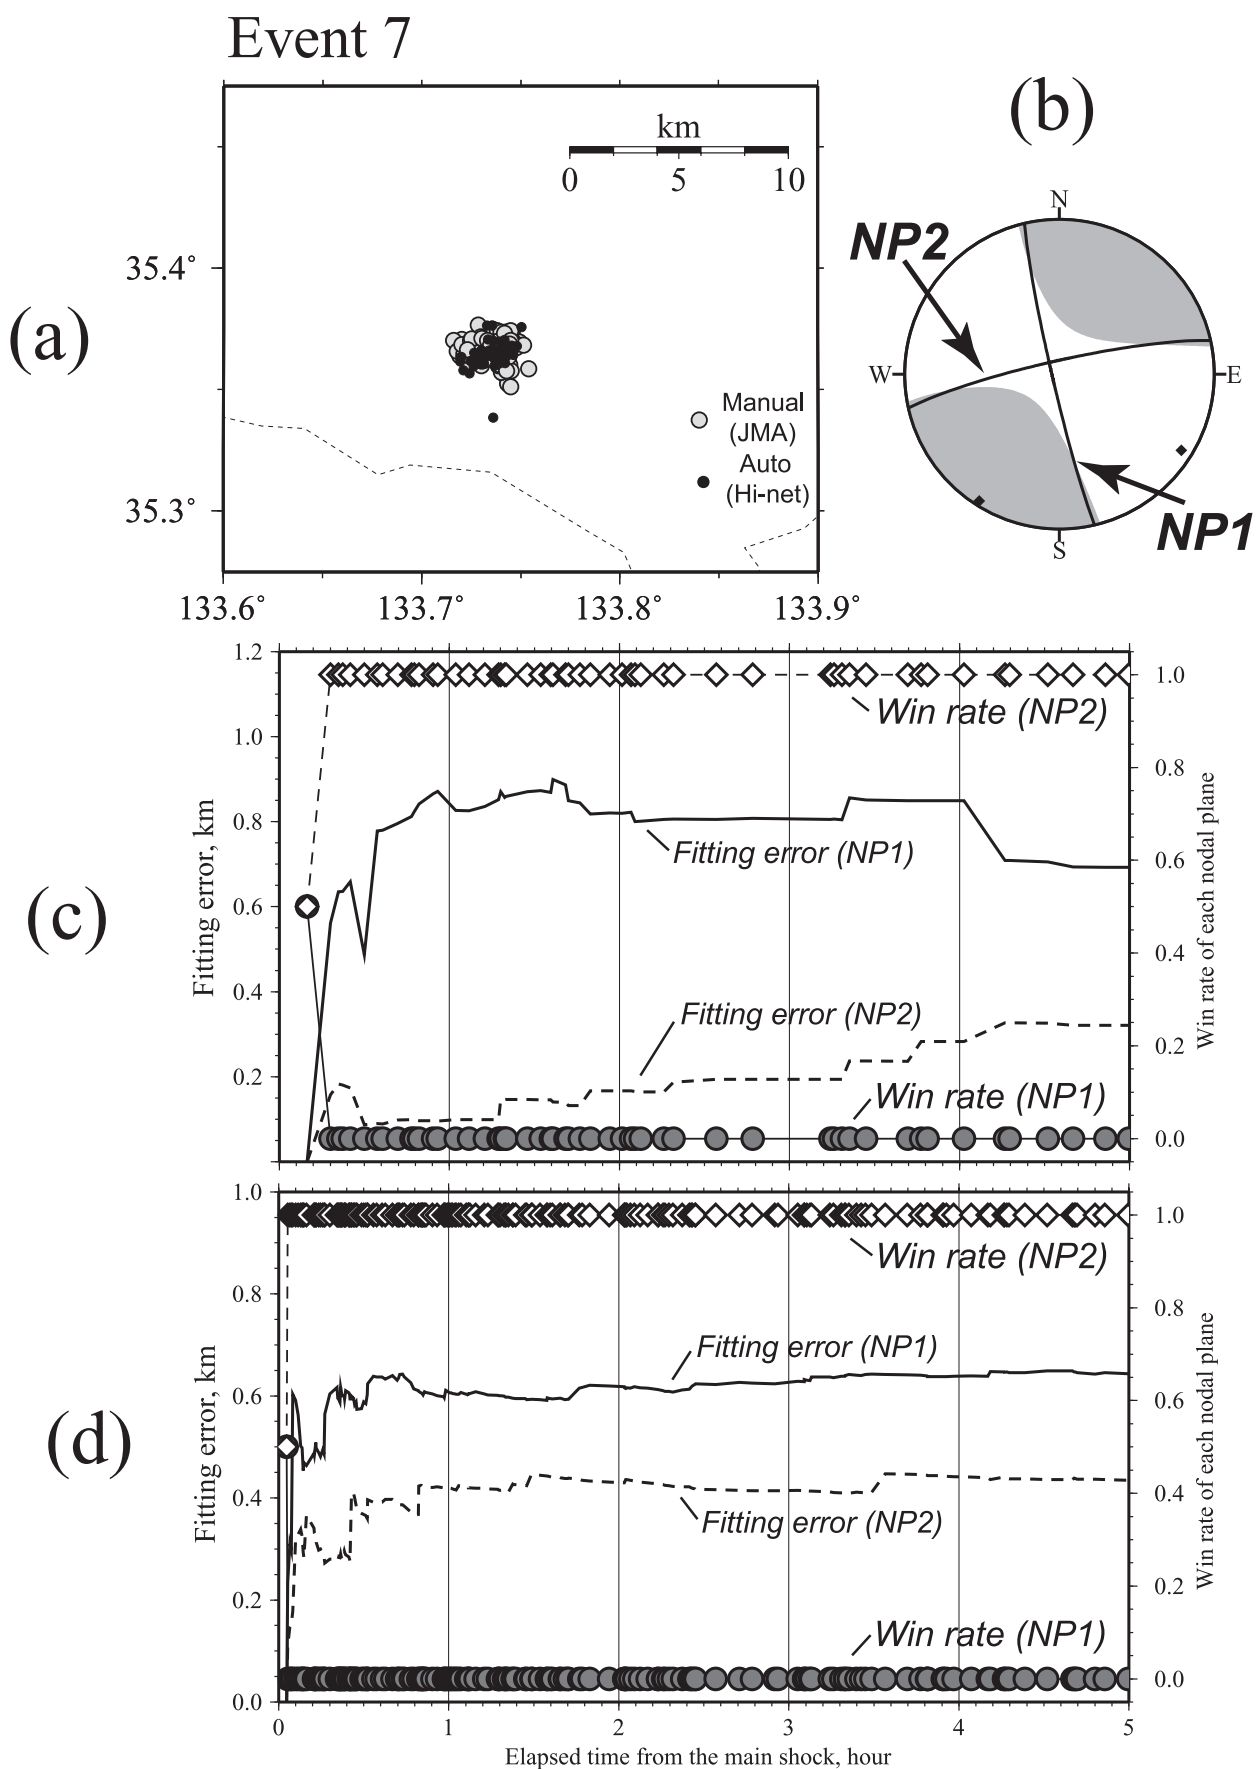 Event 7
(a)
km
0 5 10
35.4°
35.3°
Manual
(JMA)
Auto
(Hi-net)
133.6° 133.7° 133.8° 133.9°
(b)
N
NP2
W
E
NP1
S
(c)
Fitting error, km
1.2
1.0
0.8
0.6
0.4
0.2
Win rate (NP2)
Fitting error (NP1)
Fitting error (NP2)
Win rate (NP1)
1.0
0.8
0.6
0.4
0.2
0.0
Win rate of each nodal plane
(d)
Fitting error, km
1.0
0.8
0.6
0.4
0.2
0.0
Win rate (NP2)
Fitting error (NP1)
Fitting error (NP2)
Win rate (NP1)
1.0
0.8
0.6
0.4
0.2
0.0
Win rate of each nodal plane
0 1 2 3 4 5
Elapsed time from the main shock, hour